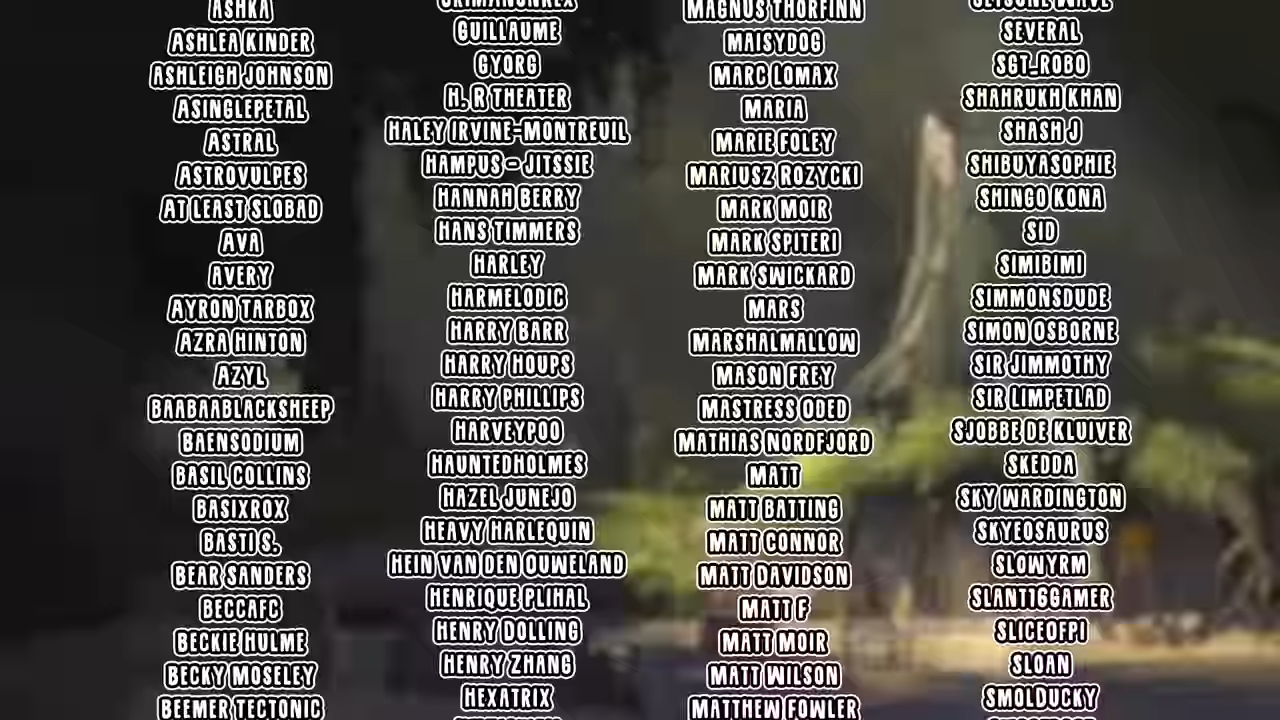 ASHKA
ASHLEA KINDER
ASHLEIGH JOHNSON
ASINGLEPETAL
ASTRAL
ASTROVULPES
AT LEAST SLOBAD
AVA
AVERY
AYRON TARBOX
AZRA HINTON
AZYL
BAABAABLACKSHEEP
BAENSODIUM
BASIL COLLINS
BASIXROX
BASTI S.
BEAR SANDERS
BECCAFC
BECKIE HULME
BECKY MOSELEY
BEEMER TECTONIC
GUILLAUME
GYORG
H. R THEATER
HALEY IRVINE-MONTREUIL
HAMPUS - JITSSIE
HANNAH BERRY
HANS TIMMERS
HARLEY
HARMELODIC
HARRY BARR
HARRY HOUPS
HARRY PHILLIPS
HARVEYPOO
HAUNTEDHOLMES
HAZEL JUNEJO
HEAVY HARLEQUIN
HEIN VAN DEN OUWELAND
HENRIQUE PLIHAL
HENRY DOLLING
HENRY ZHANG
HEXATRIX
MAGNUS THORFINN
MAISYDOG
MARC LOMAX
MARIA
MARIE FOLEY
MARIUSZ ROZYCKI
MARK MOIR
MARK SPITERI
MARK SWICKARD
MARS
MARSHALMALLOW
MASON FREY
MASTRESS ODED
MATHIAS NORDFJORD
MATT
MATT BATTING
MATT CONNOR
MATT DAVIDSON
MATT F
MATT MOIR
MATT WILSON
MATTHEW FOWLER
SEVERAL
SGT_ROBO
SHAHRUKH KHAN
SHASH J
SHIBUYASOPHIE
SHINGO KONA
SID
SIMIBIMI
SIMMONSDUDE
SIMON OSBORNE
SIR JIMMOTHY
SIR LIMPETLAD
SJOBBE DE KLUIVER
SKEDDA
SKY WARDINGTON
SKYEOSAURUS
SLOWYRM
SLANT16GAMER
SLICEOFPI
SLOAN
SMOLDUCKY